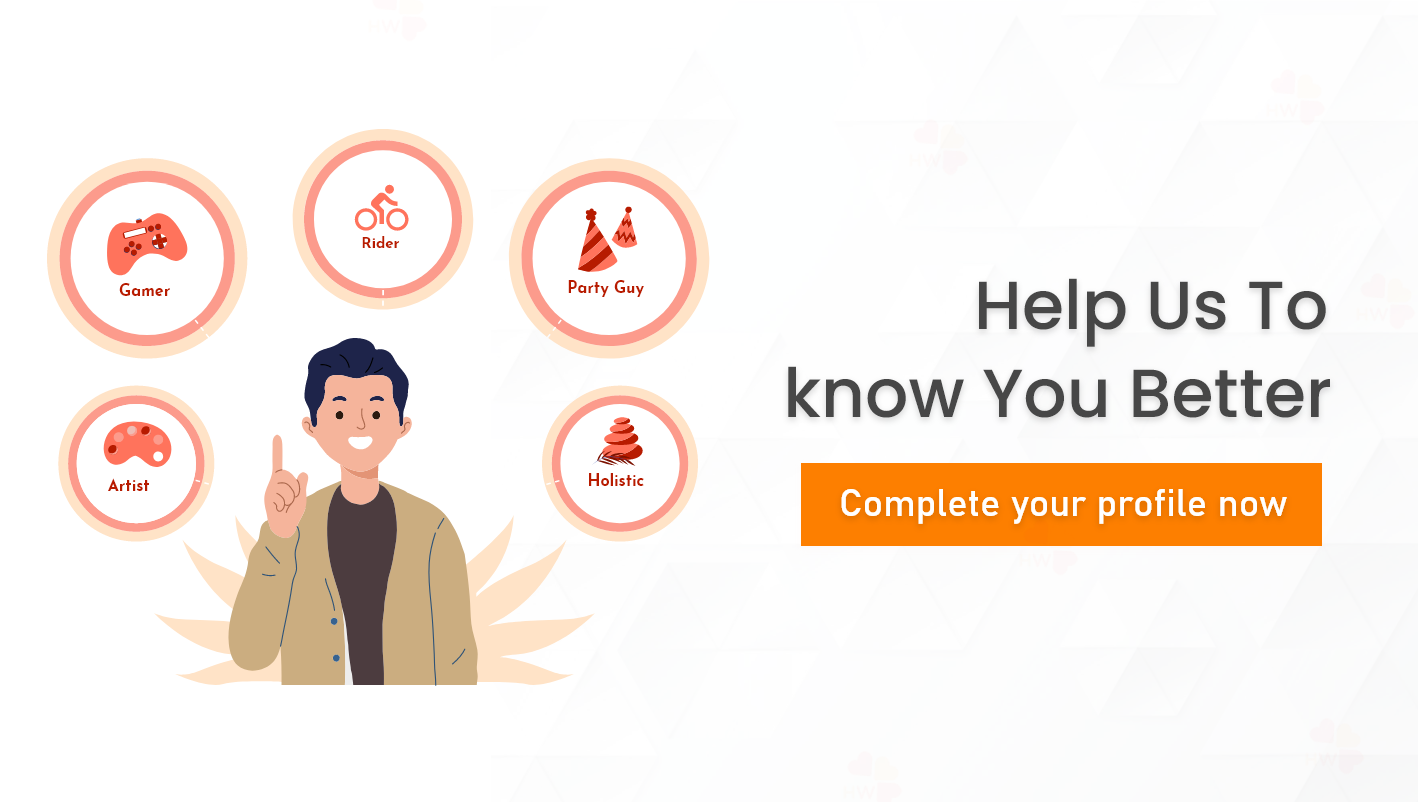 Rider
Gamer
Party Guy
Artist
Holistic
Help Us To
know You Better
Complete your profile now